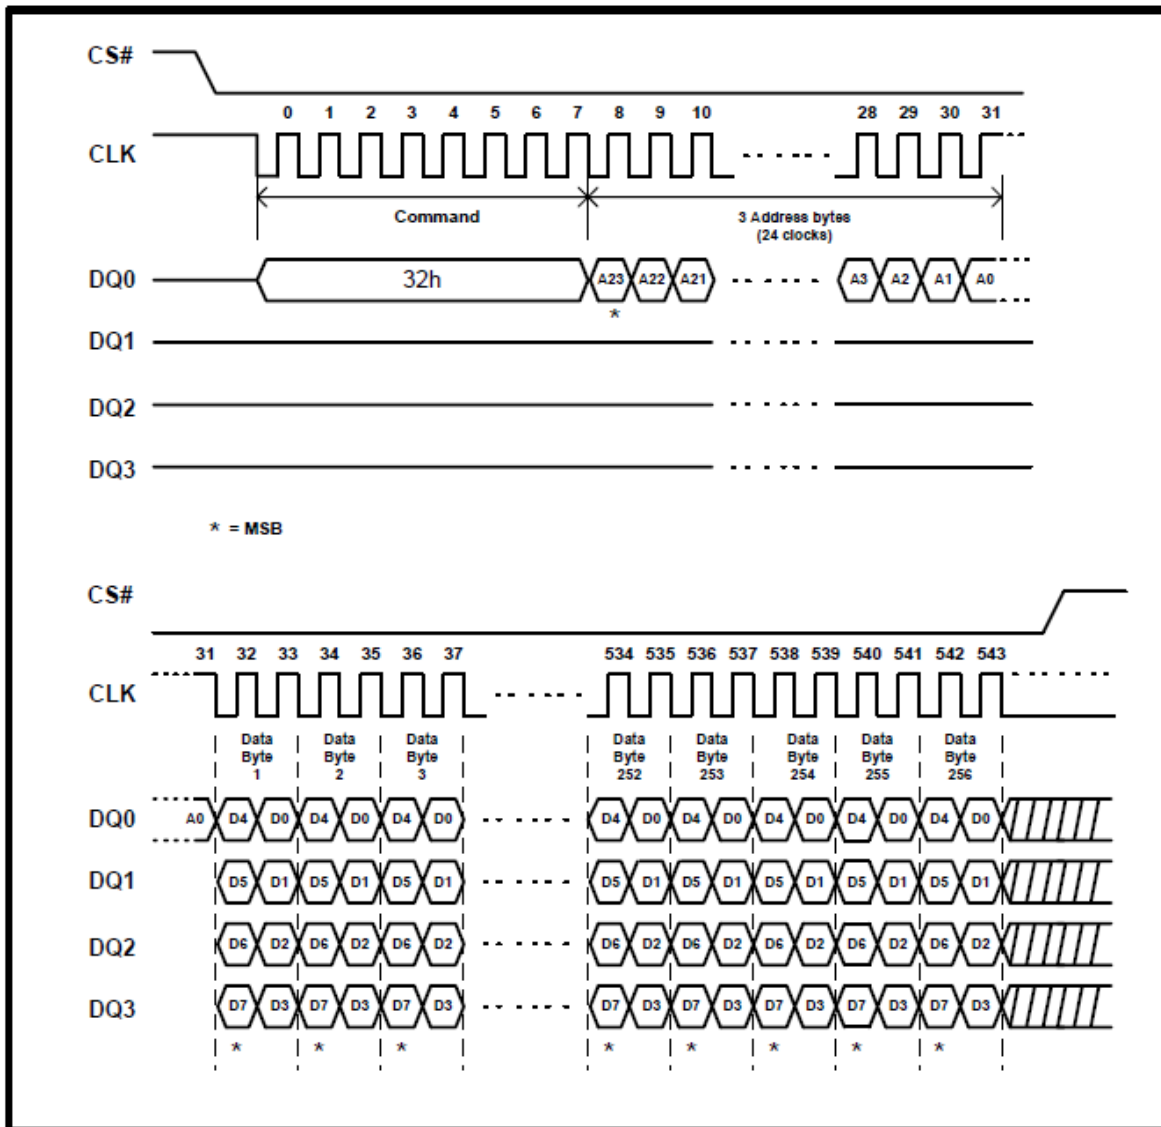 CS#
0 1 2 3 4 5 6 7 8 9 10 28 29 30 31
CLK
Command
3 Address bytes
(24 clocks)
DQ0 32h A23 A22 A21 A3 A2 A1 A0
*
DQ1
DQ2
DQ3
* = MSB
CS#
31 32 33 34 35 36 37 534 535 536 537 538 539 540 541 542 543
CLK
Data Data Data Data Data Data Data Data
Byte Byte Byte Byte Byte Byte Byte Byte
1 2 3 252 253 254 255 256
DQ0 A0 D4 D0 D4 D0 D4 D0 D4 D0 D4 D0 D4 D0 D4 D0 D4 D0
DQ1 D5 D1 D5 D1 D5 D1 D5 D1 D5 D1 D5 D1 D5 D1 D5 D1
DQ2 D6 D2 D6 D2 D6 D2 D6 D2 D6 D2 D6 D2 D6 D2 D6 D2
DQ3 D7 D3 D7 D3 D7 D3 D7 D3 D7 D3 D7 D3 D7 D3 D7 D3
* * * * * * * *